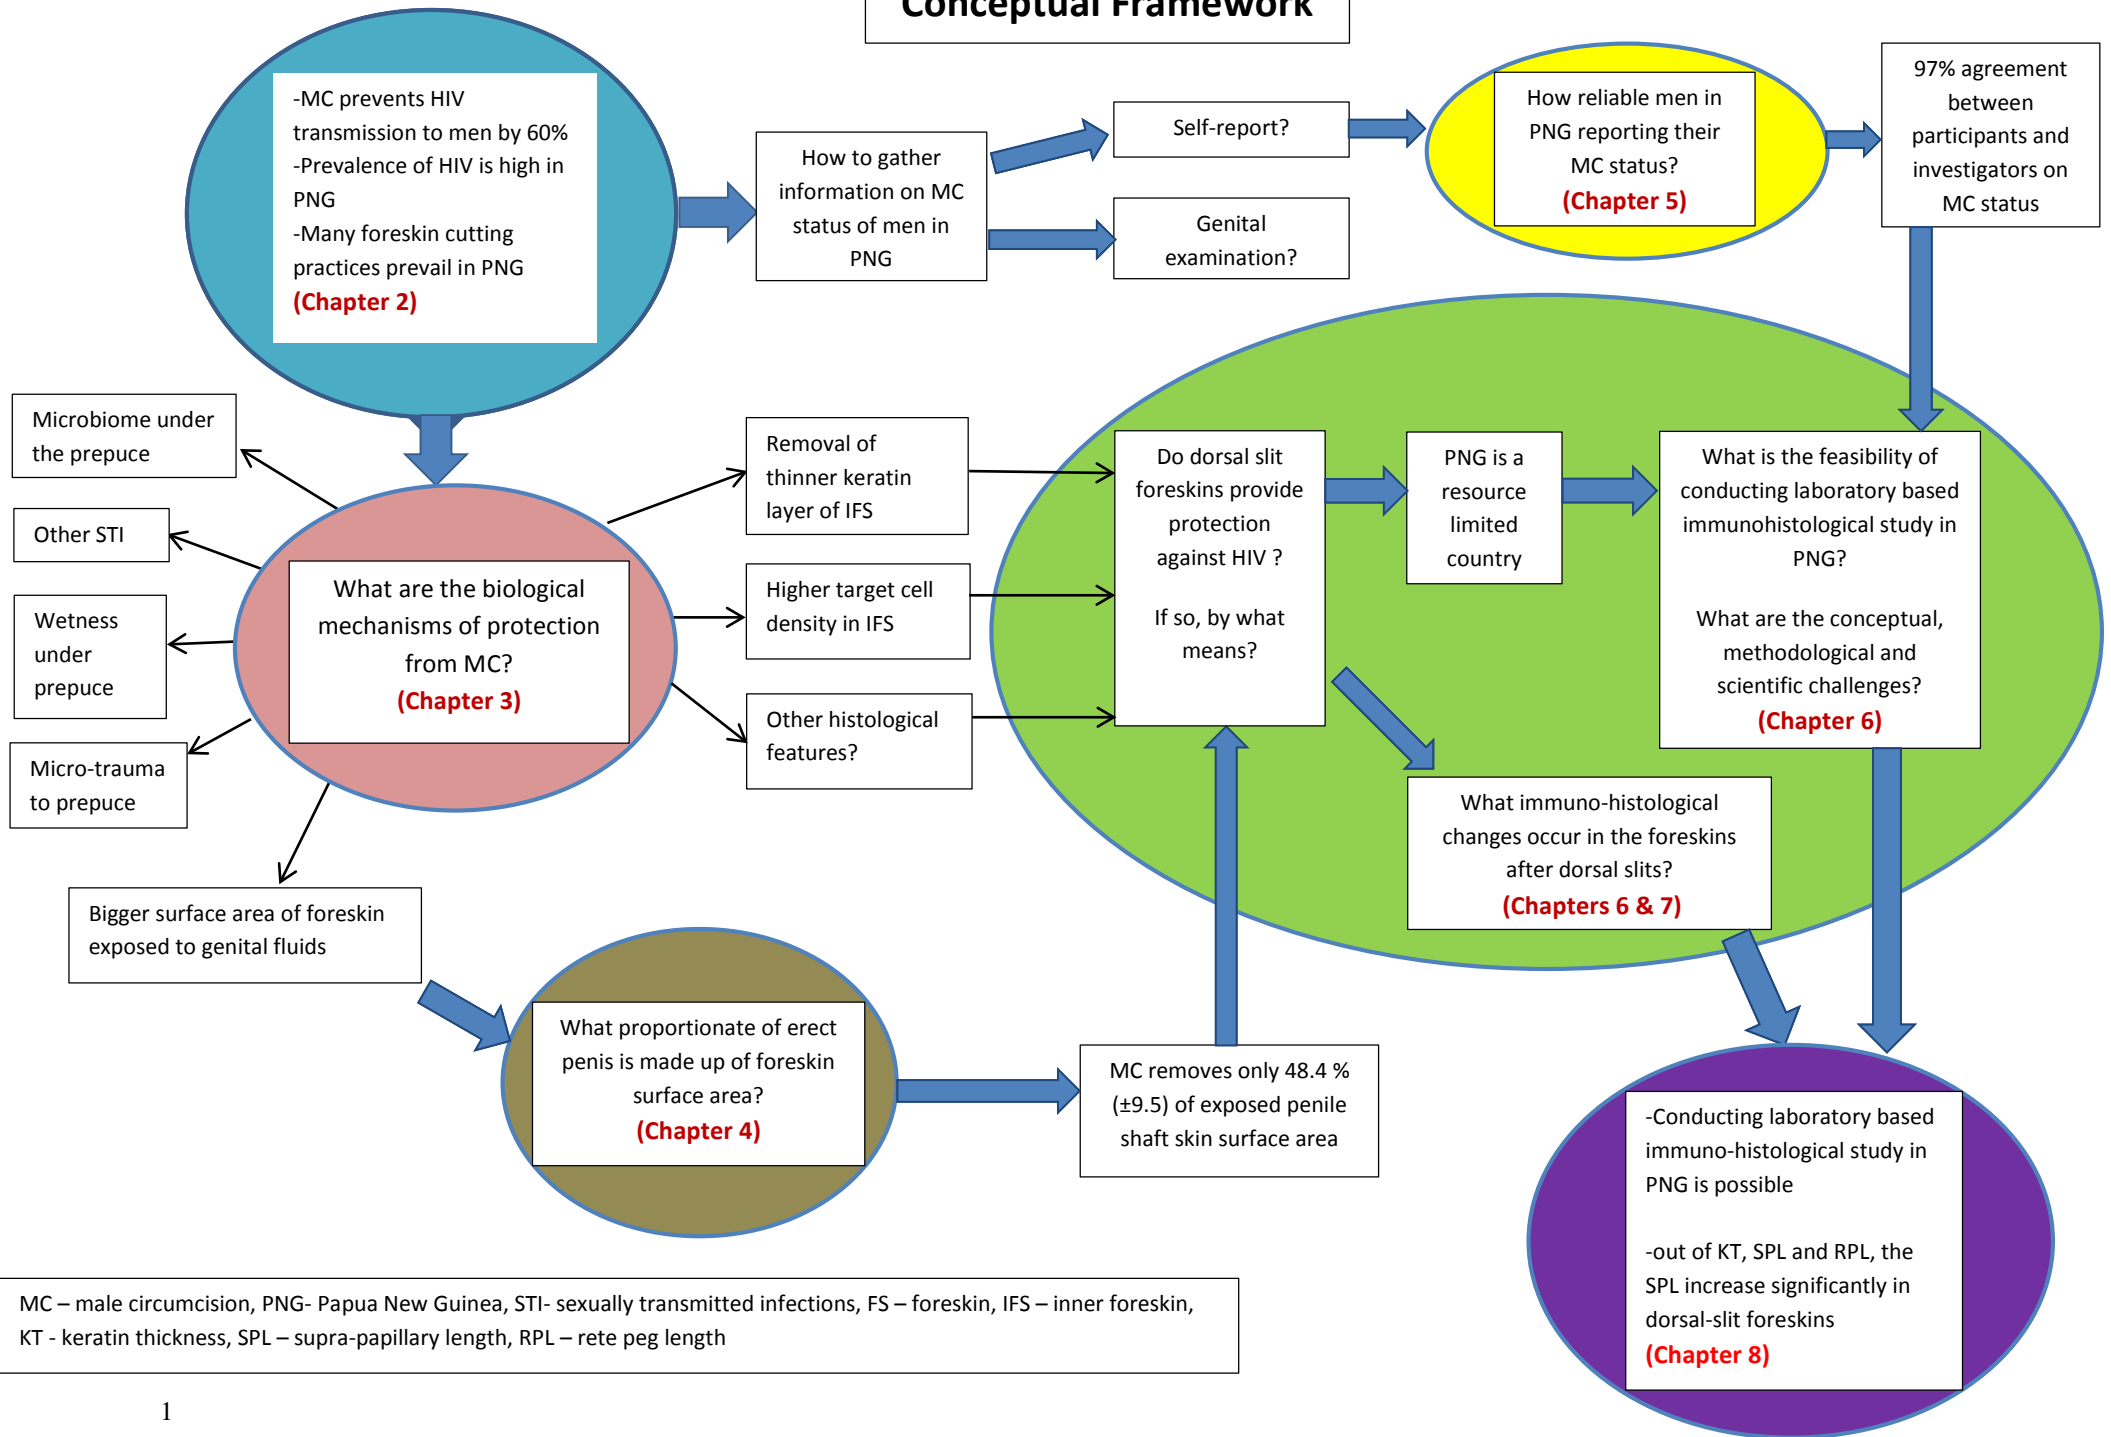 Conceptual Framework
-MC prevents HIV
transmission to men by 60%
-Prevalence of HIV is high in
PNG
-Many foreskin cutting
practices prevail in PNG
(Chapter 2)
How to gather
information on MC
status of men in
PNG
Self-report?
Genital
examination?
How reliable men in
PNG reporting their
MC status?
(Chapter 5)
97% agreement
between
participants and
investigators on
MC status
Microbiome under
the prepuce
Other STI
Wetness
under
prepuce
Micro-trauma
to prepuce
What are the biological
mechanisms of protection
from MC?
(Chapter 3)
Removal of
thinner keratin
layer of IFS
Higher target cell
density in IFS
Other histological
features?
Do dorsal slit
foreskins provide
protection
against HIV ?
If so, by what
means?
PNG is a
resource
limited
country
What is the feasibility of
conducting laboratory based
immunohistological study in
PNG?
What are the conceptual,
methodological and
scientific challenges?
(Chapter 6)
What immuno-histological
changes occur in the foreskins
after dorsal slits?
(Chapters 6 & 7)
Bigger surface area of foreskin
exposed to genital fluids
What proportionate of erect
penis is made up of foreskin
surface area?
(Chapter 4)
MC removes only 48.4 %
(±9.5) of exposed penile
shaft skin surface area
-Conducting laboratory based
immuno-histological study in
PNG is possible
-out of KT, SPL and RPL, the
SPL increase significantly in
dorsal-slit foreskins
(Chapter 8)
MC – male circumcision, PNG- Papua New Guinea, STI- sexually transmitted infections, FS – foreskin, IFS – inner foreskin,
KT - keratin thickness, SPL – supra-papillary length, RPL – rete peg length
1